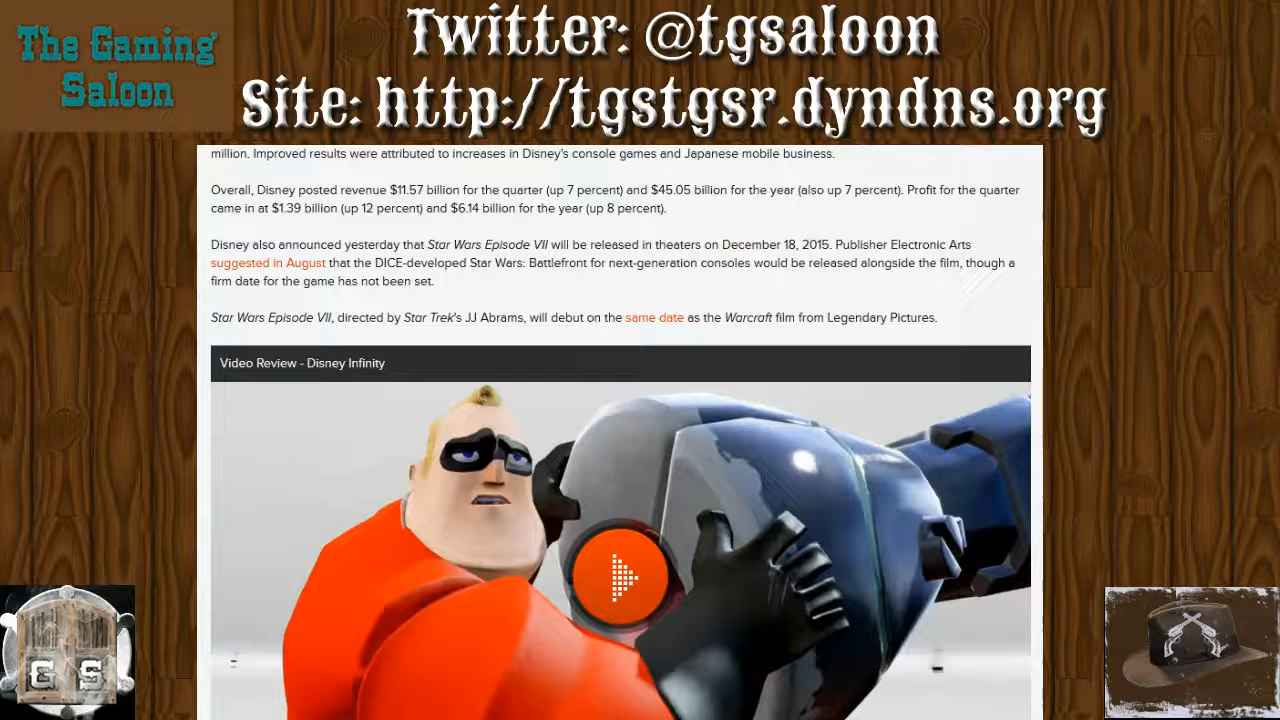 The Gaming
Saloon
Twitter: @tgsaloon
Site: http://tgstgsr.dyndns.org
million. Improved results were attributed to increases in Disney's console games and Japanese mobile business.
Overall, Disney posted revenue $11.57 billion for the quarter (up 7 percent) and $45.05 billion for the year (also up 7 percent). Profit for the quarter
came in at $1.39 billion (up 12 percent) and $6.14 billion for the year (up 8 percent).
Disney also announced yesterday that Star Wars Episode VII will be released in theaters on December 18, 2015. Publisher Electronic Arts
suggested in August that the DICE-developed Star Wars: Battlefront for next-generation consoles would be released alongside the film, though a
firm date for the game has not been set.
Star Wars Episode VII, directed by Star Trek's JJ Abrams, will debut on the same date as the Warcraft film from Legendary Pictures.
Video Review - Disney Infinity
G S